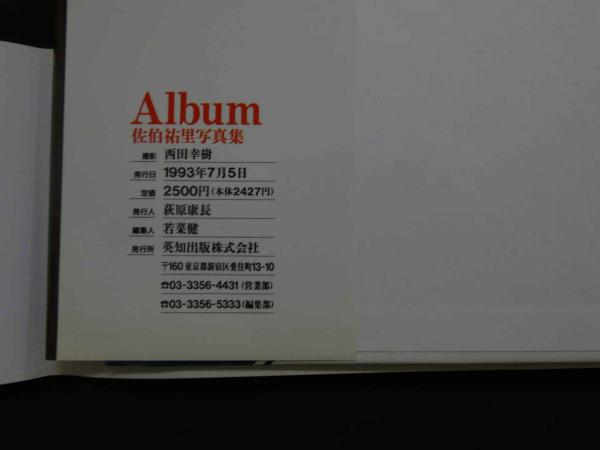 Album
佐伯祐里写真集
撮影 西田幸樹
発行日 1993年7月5日
定価 2500円(本体2427円)
発行人 荻原康長
編集人 若菜健
発行所 英知出版株式会社
〒160 東京都新宿区愛住町13-10
☎03-3356-4431(営業部)
☎03-3356-5333(編集部)